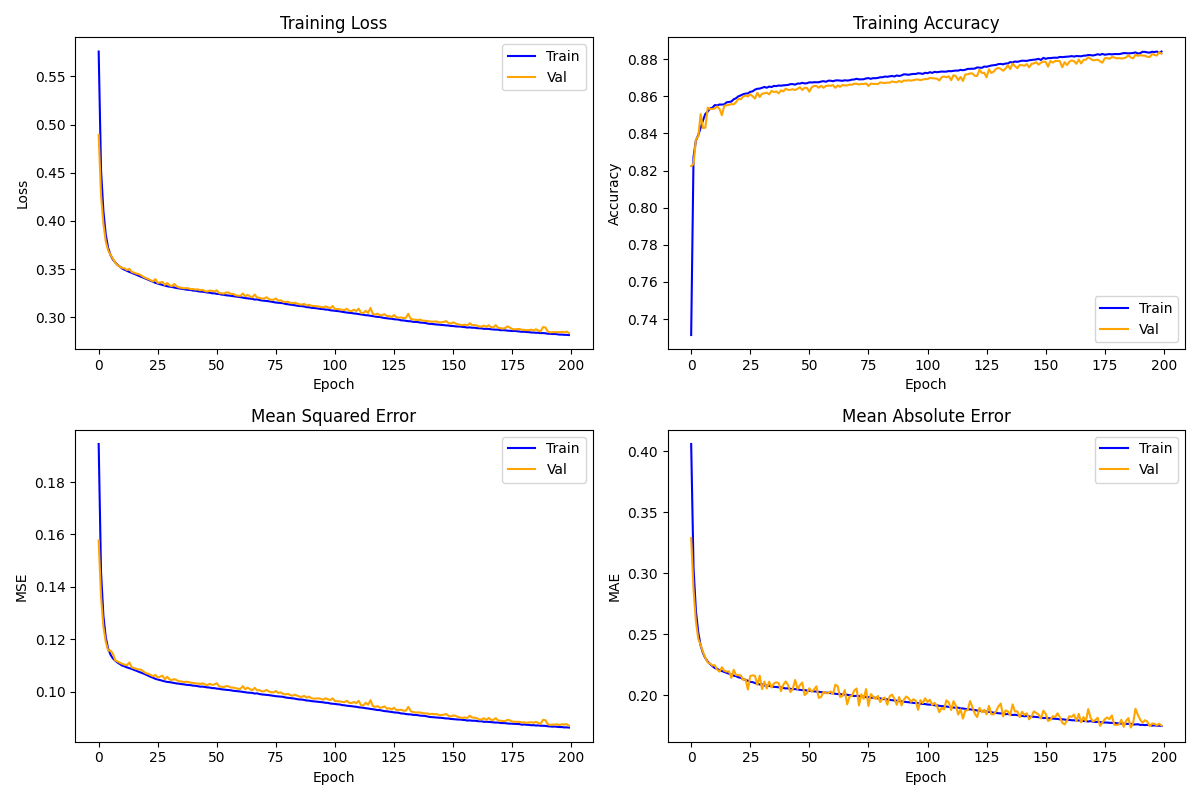 Training Loss
Loss
0.55
0.50
0.45
0.40
0.35
0.30
0 25 50 75 100 125 150 175 200
Epoch
Train
Val
Training Accuracy
Accuracy
0.88
0.86
0.84
0.82
0.80
0.78
0.76
0.74
0 25 50 75 100 125 150 175 200
Epoch
Train
Val
Mean Squared Error
MSE
0.18
0.16
0.14
0.12
0.10
0 25 50 75 100 125 150 175 200
Epoch
Train
Val
Mean Absolute Error
MAE
0.40
0.35
0.30
0.25
0.20
0 25 50 75 100 125 150 175 200
Epoch
Train
Val